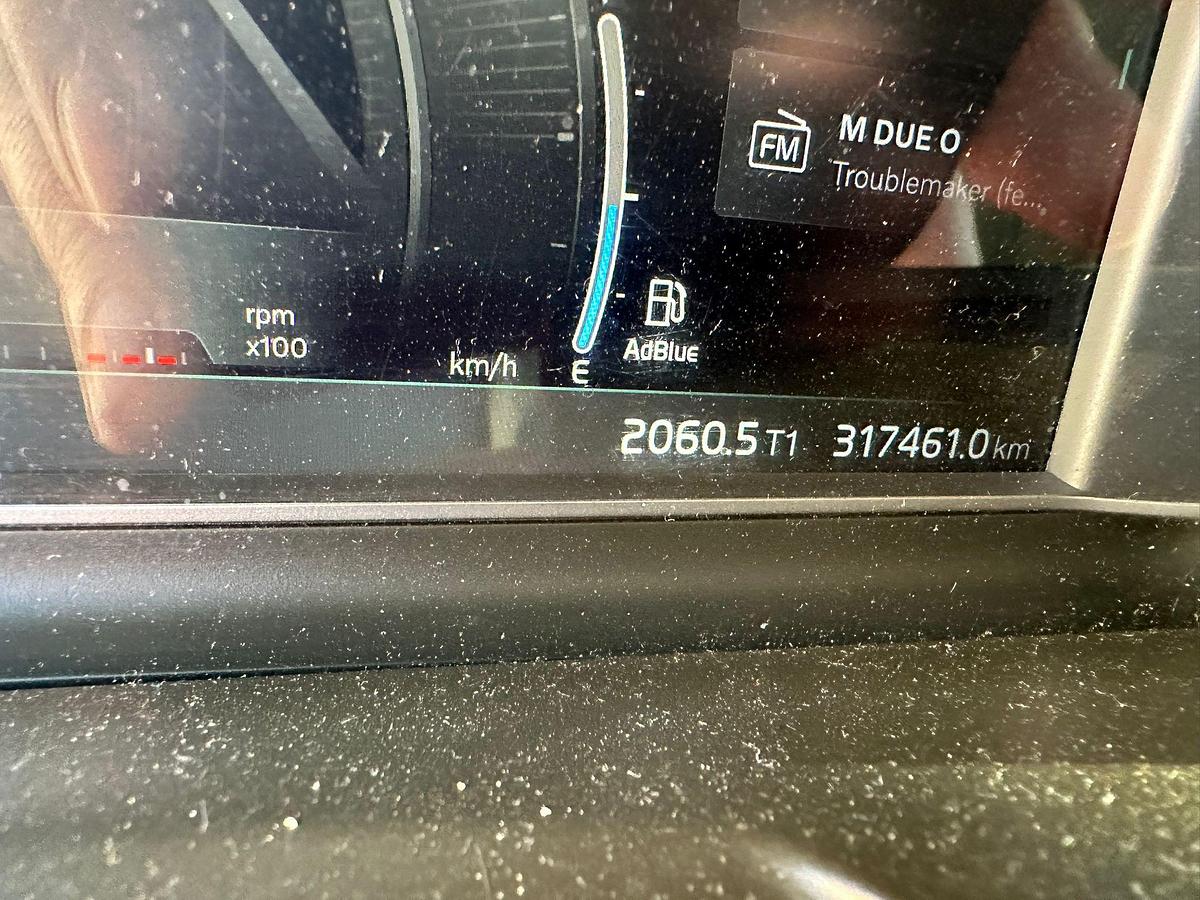 FM
M DUE O
Troublemaker (fe...
rpm
x100
km/h
E
AdBlue
2060.5 T1 317461.0 km